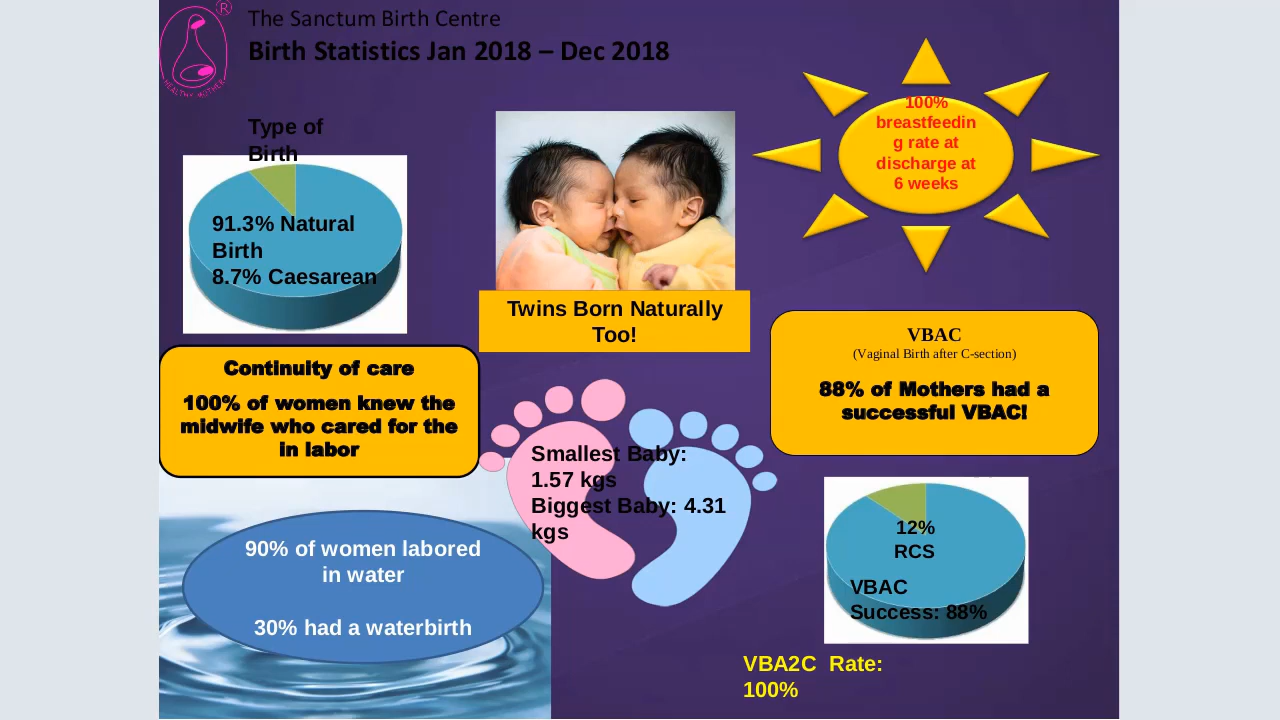 ®
HEALTHY MOTHER
The Sanctum Birth Centre
Birth Statistics Jan 2018 – Dec 2018
Type of
Birth
91.3% Natural
Birth
8.7% Caesarean
Twins Born Naturally
Too!
100%
breastfeedin
g rate at
discharge at
6 weeks
Continuity of care
100% of women knew the
midwife who cared for the
in labor
VBAC
(Vaginal Birth after C-section)
88% of Mothers had a
successful VBAC!
Smallest Baby:
1.57 kgs
Biggest Baby: 4.31
kgs
90% of women labored
in water
30% had a waterbirth
12%
RCS
VBAC
Success: 88%
VBA2C Rate:
100%